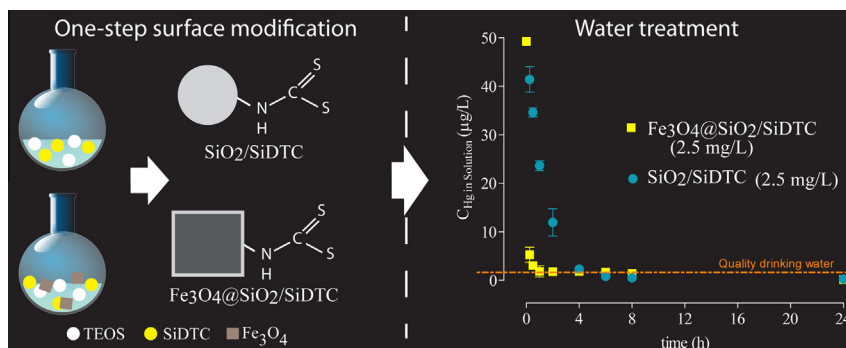 One-step surface modification
S
C
S
N
H
SiO2/SiDTC
S
C
S
N
H
Fe3O4@SiO2/SiDTC
TEOS SiDTC Fe3O4
Water treatment
50
40
30
20
10
0
CHg in Solution (µg/L)
Fe3O4@SiO2/SiDTC
(2.5 mg/L)
SiO2/SiDTC (2.5 mg/L)
Quality drinking water
0 4 8 12 16 20 24
time (h)